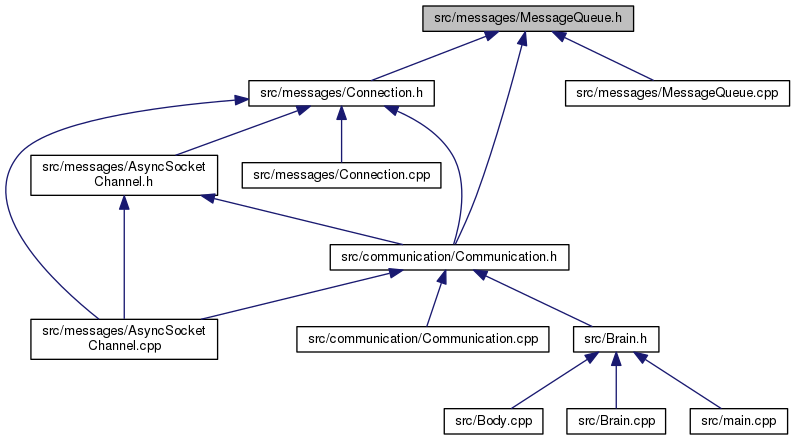 src/messages/MessageQueue.h
src/messages/Connection.h
src/messages/MessageQueue.cpp
src/messages/AsyncSocket
Channel.h
src/messages/Connection.cpp
src/communication/Communication.h
src/messages/AsyncSocket
Channel.cpp
src/communication/Communication.cpp
src/Brain.h
src/Body.cpp
src/Brain.cpp
src/main.cpp